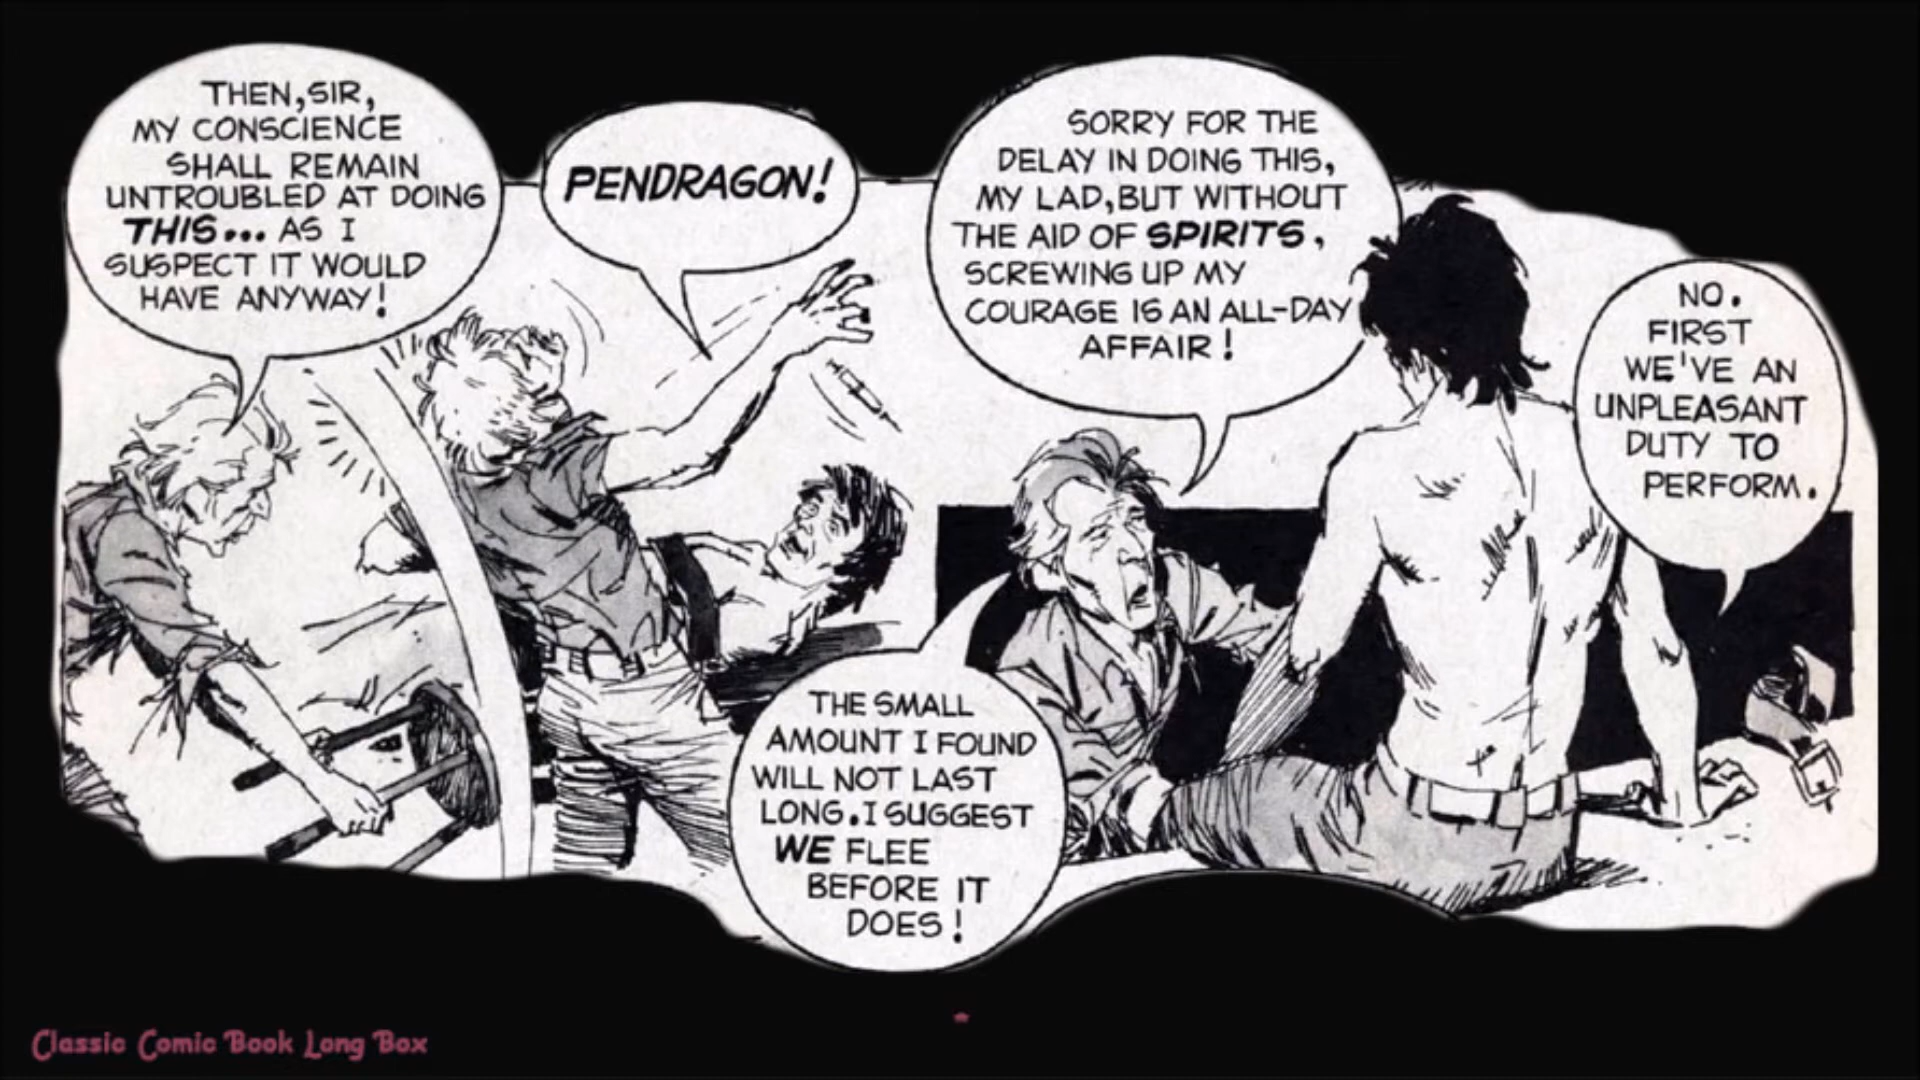 THEN, SIR,
MY CONSCIENCE
SHALL REMAIN
UNTROUBLED AT DOING
THIS... AS I
SUSPECT IT WOULD
HAVE ANYWAY!
PENDRAGON!
SORRY FOR THE
DELAY IN DOING THIS,
MY LAD, BUT WITHOUT
THE AID OF SPIRITS,
SCREWING UP MY
COURAGE IS AN ALL-DAY
AFFAIR!
THE SMALL
AMOUNT I FOUND
WILL NOT LAST
LONG. I SUGGEST
WE FLEE
BEFORE IT
DOES!
NO.
FIRST
WE'VE AN
UNPLEASANT
DUTY TO
PERFORM.
Classic Comic Book Long Box